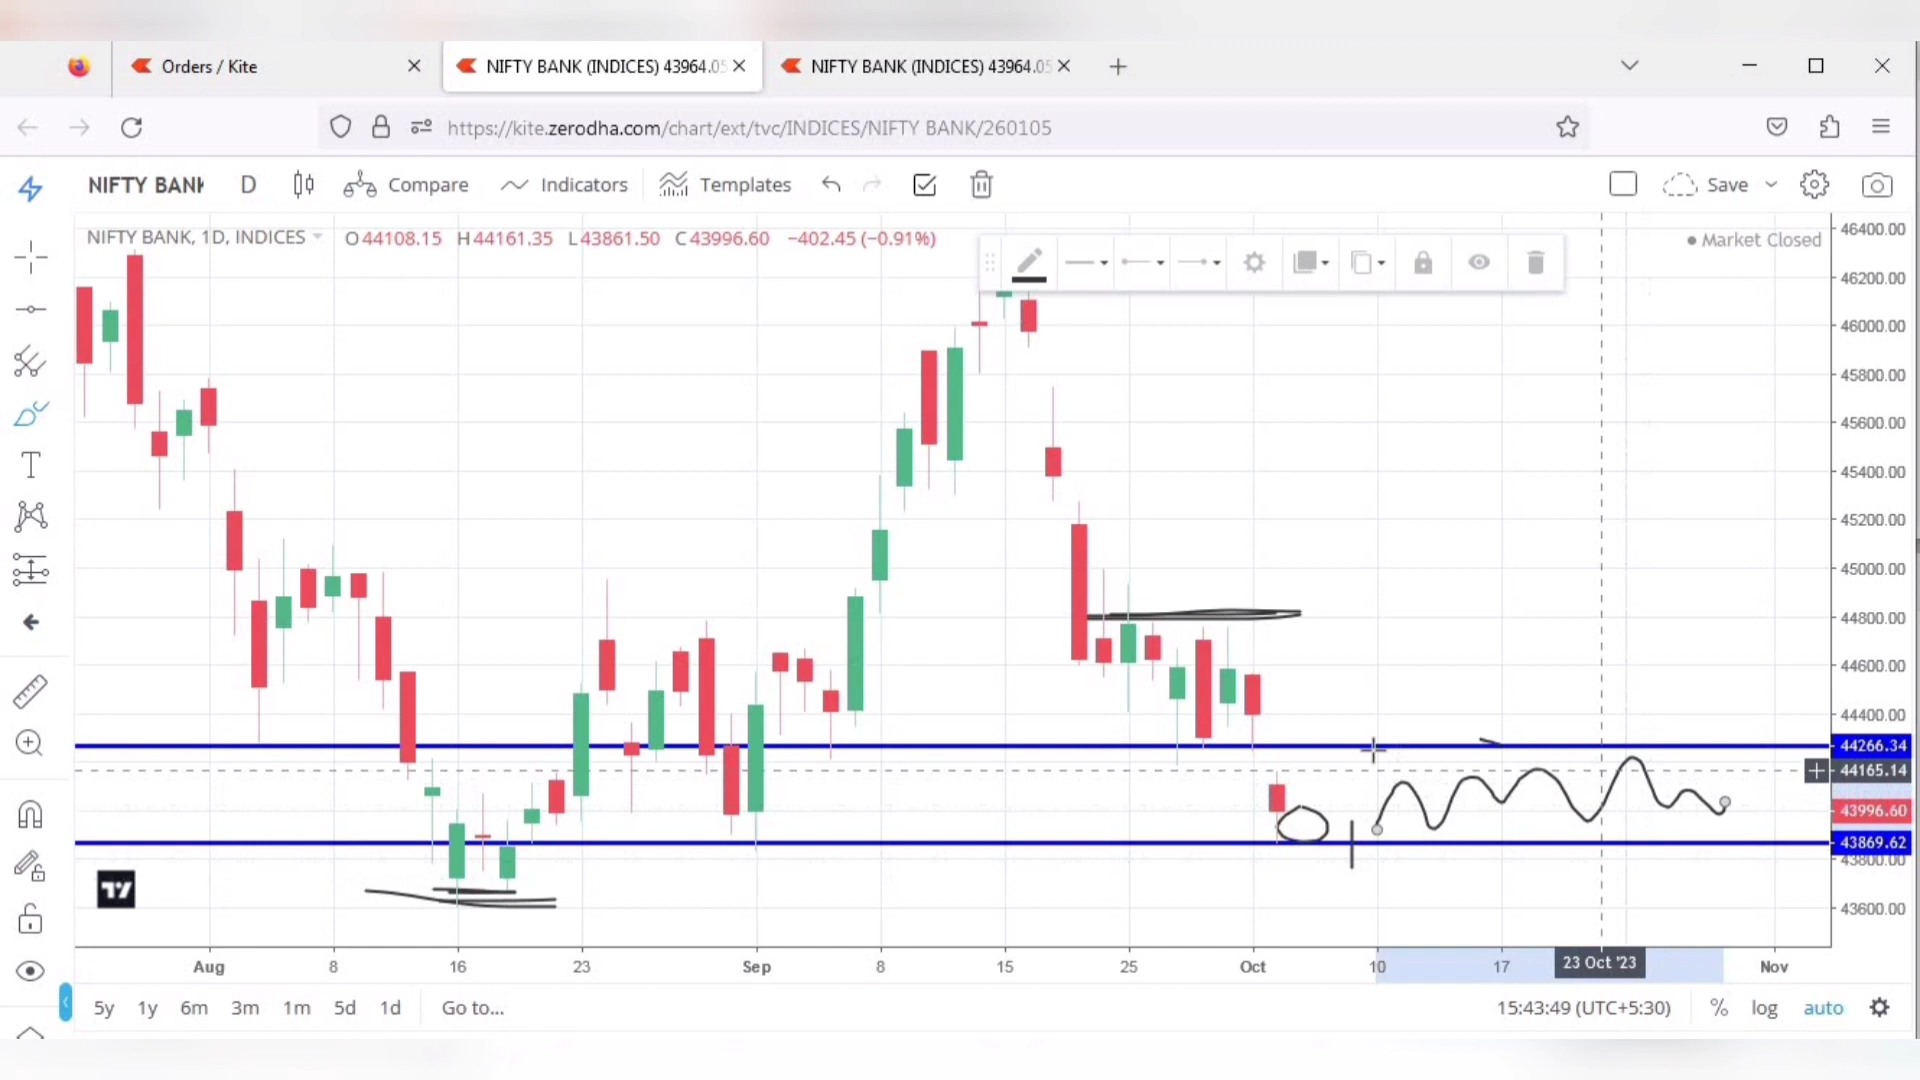 Orders / Kite
NIFTY BANK (INDICES) 43964.05
NIFTY BANK (INDICES) 43964.05
https://kite.zerodha.com/chart/ext/tvc/INDICES/NIFTY BANK/260105
NIFTY BANK D Compare Indicators Templates Save
NIFTY BANK, 1D, INDICES O44108.15 H44161.35 L43861.50 C43996.60 −402.45 (−0.91%)
Market Closed
46400.00
46200.00
46000.00
45800.00
45600.00
45400.00
45200.00
45000.00
44800.00
44600.00
44400.00
44266.34
44165.14
43996.60
43869.62
43800.00
43600.00
Aug 8 16 23 Sep 8 15 25 Oct 10 17 23 Oct '23 Nov
5y 1y 6m 3m 1m 5d 1d Go to... 15:43:49 (UTC+5:30) % log auto